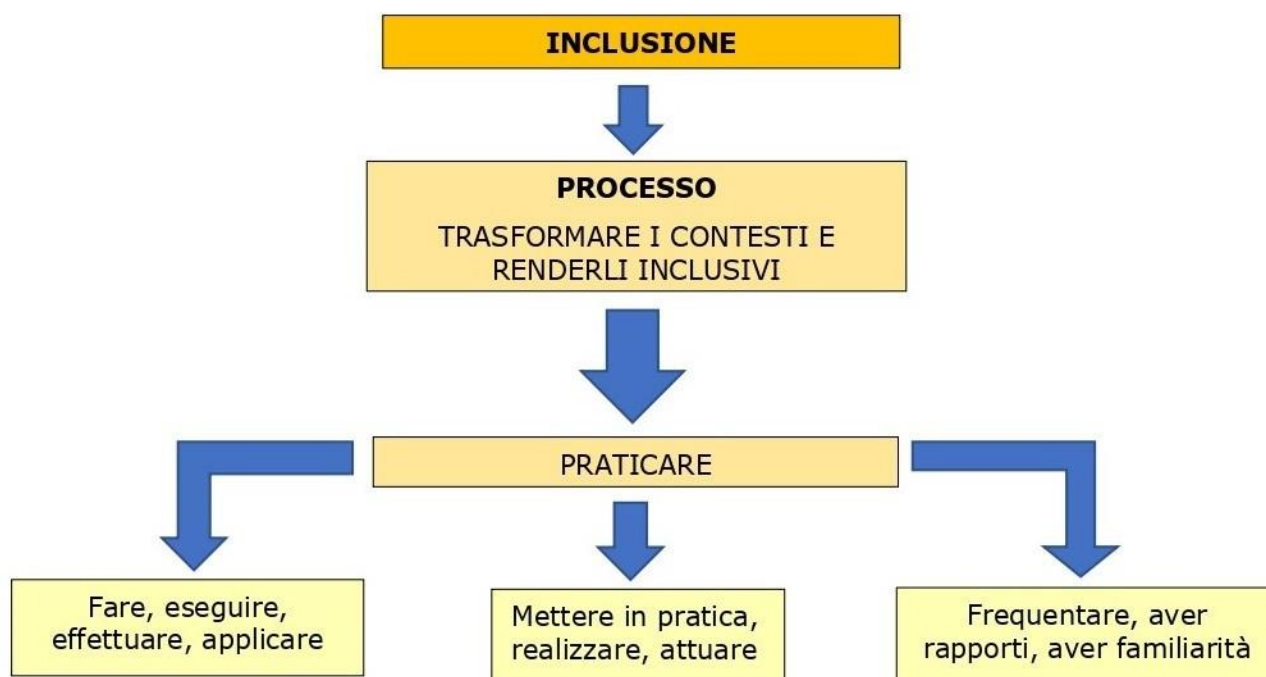 INCLUSIONE
PROCESSO
TRASFORMARE I CONTESTI E
RENDERLI INCLUSIVI
PRATICARE
Fare, eseguire,
effettuare, applicare
Mettere in pratica,
realizzare, attuare
Frequentare, aver
rapporti, aver familiarità